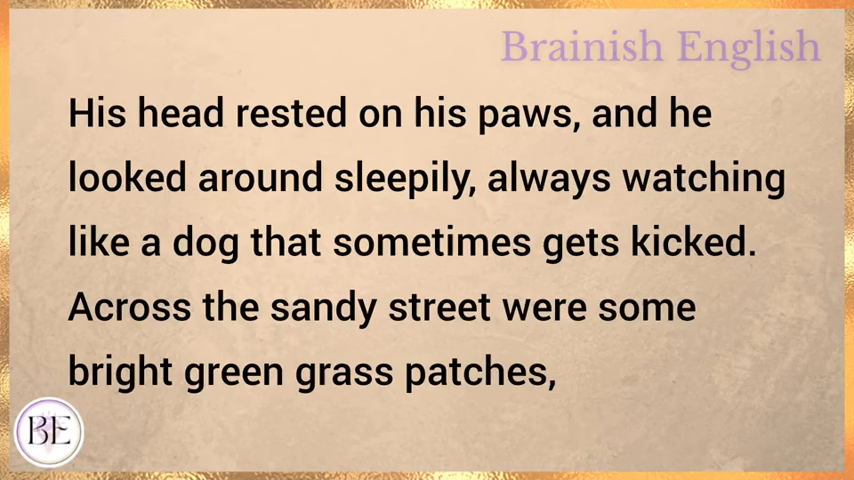 Brainish English
His head rested on his paws, and he
looked around sleepily, always watching
like a dog that sometimes gets kicked.
Across the sandy street were some
bright green grass patches,
BE